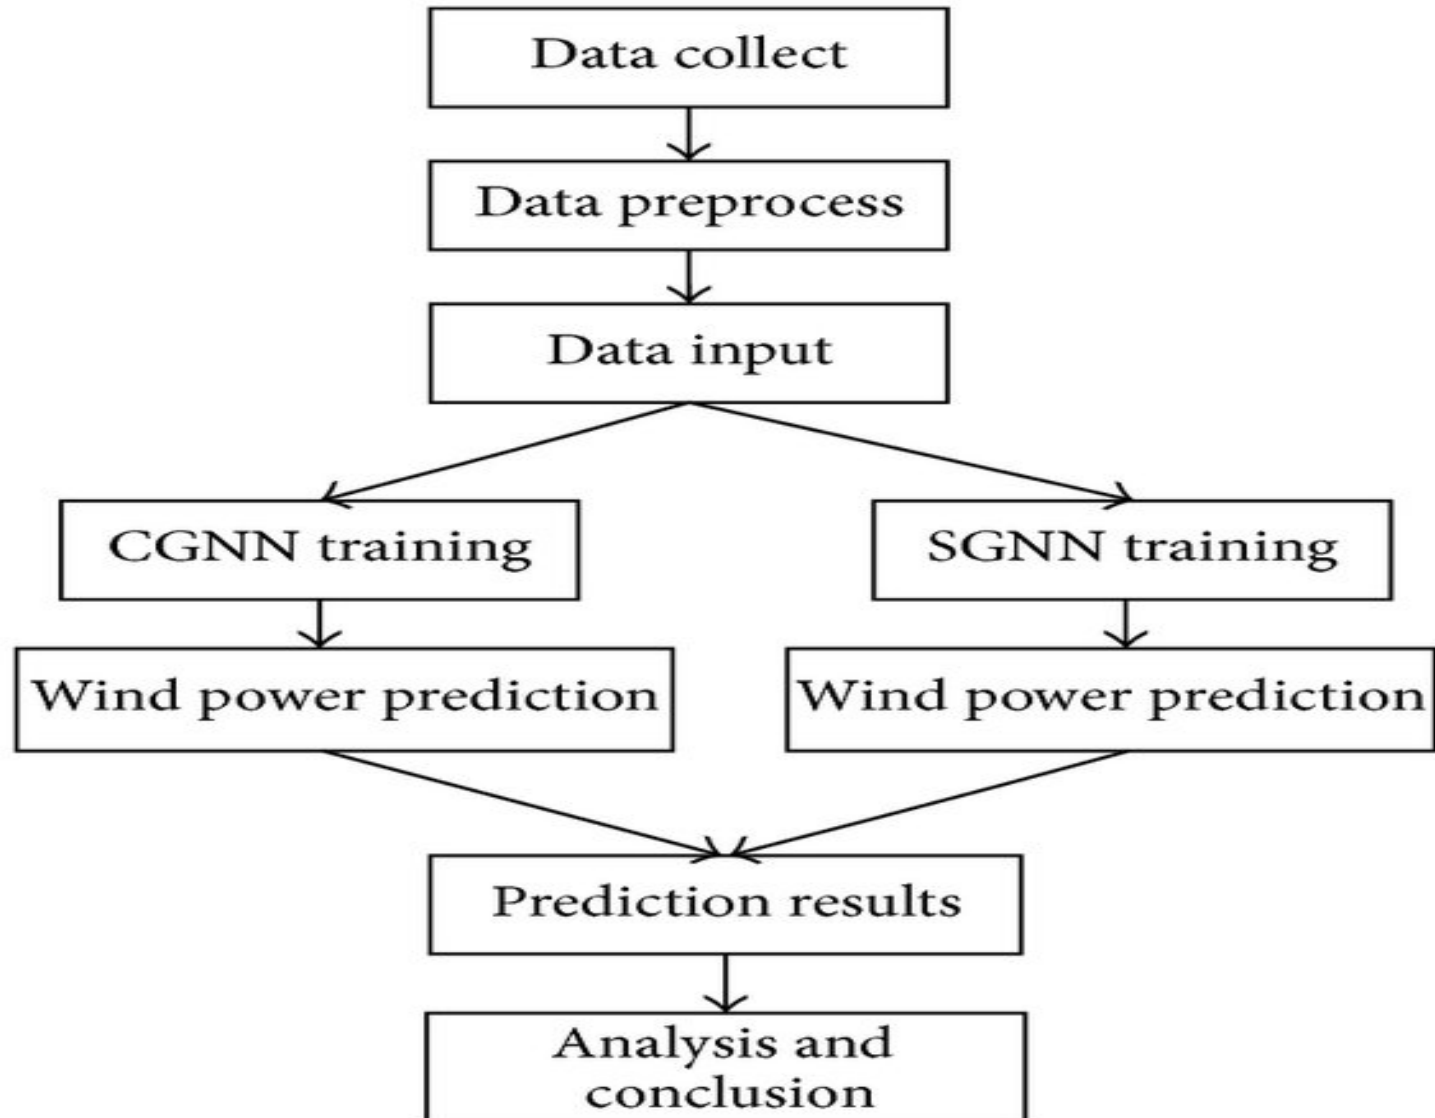 Data collect
Data preprocess
Data input
CGNN training
SGNN training
Wind power prediction
Wind power prediction
Prediction results
Analysis and
conclusion